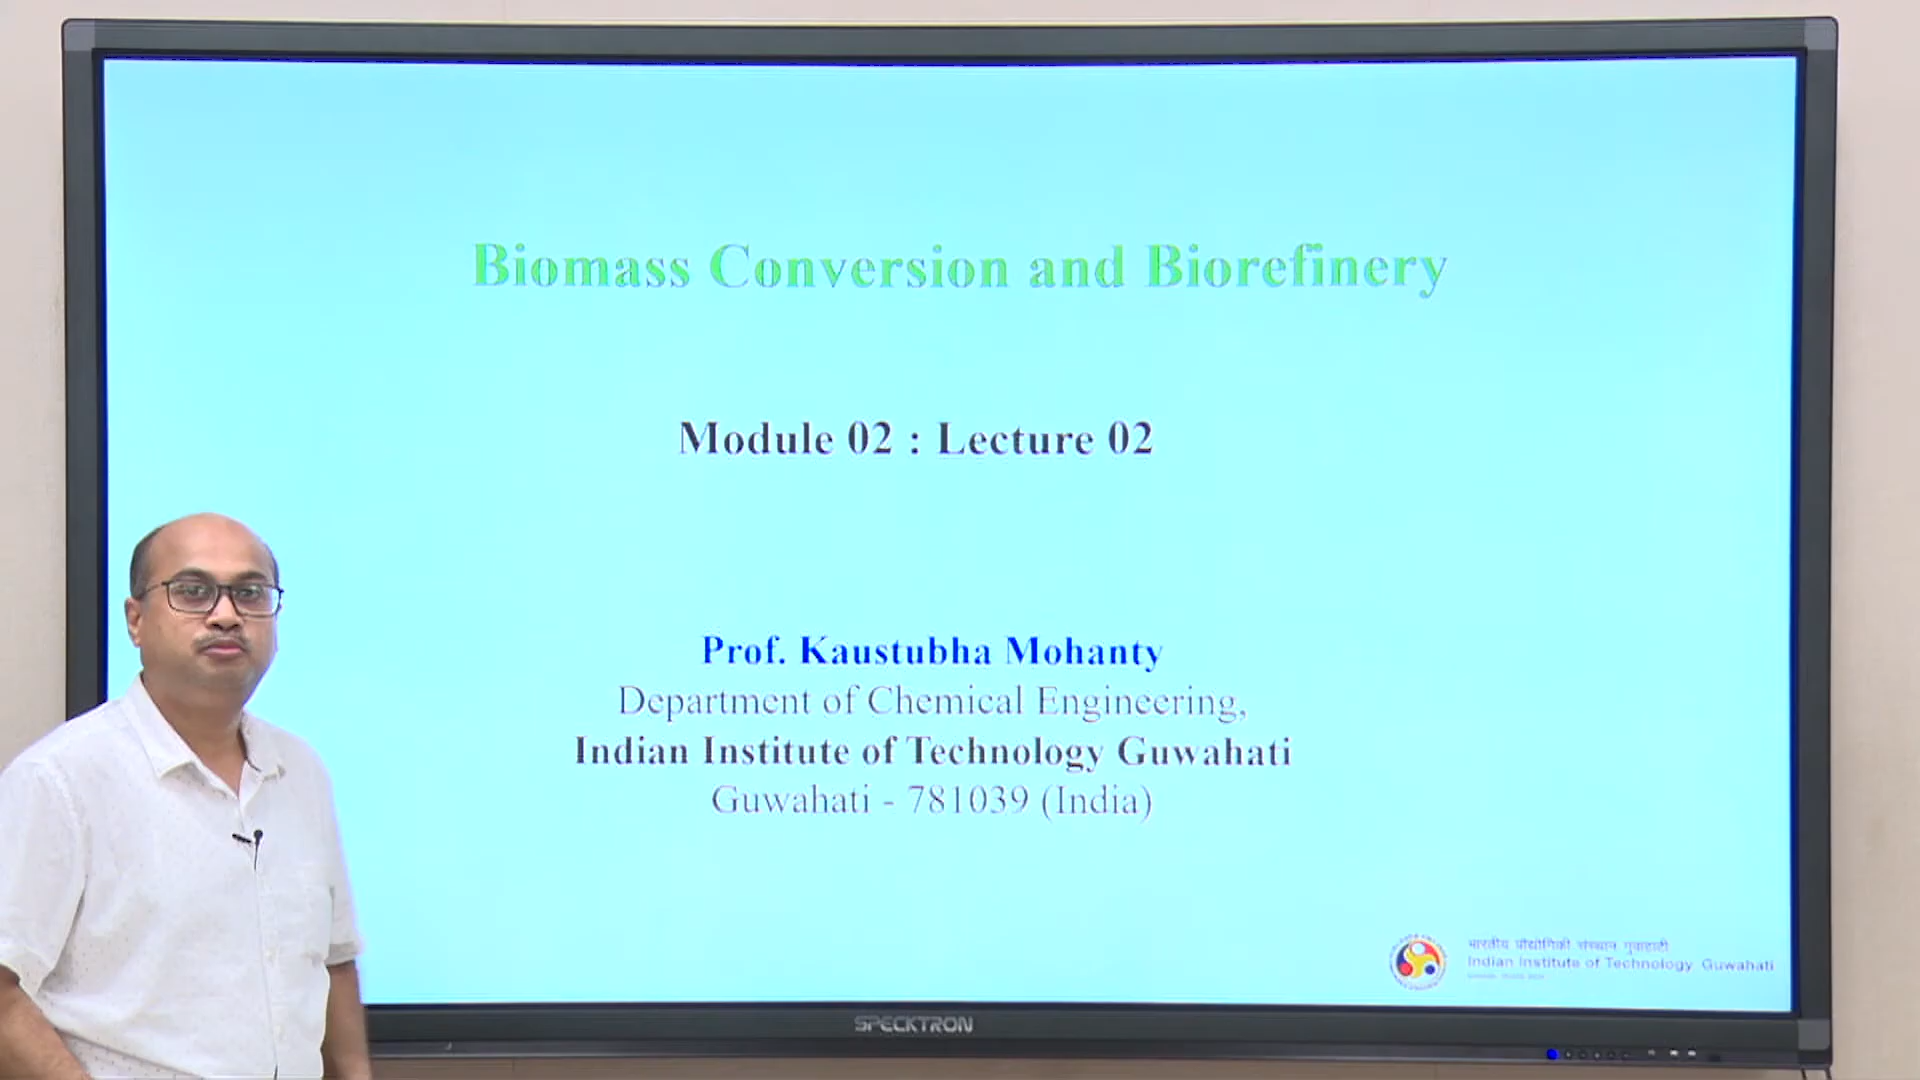 Biomass Conversion and Biorefinery
Module 02 : Lecture 02
Prof. Kaustubha Mohanty
Department of Chemical Engineering,
Indian Institute of Technology Guwahati
Guwahati - 781039 (India)
भारतीय प्रौद्योगिकी संस्थान गुवाहाटी
Indian Institute of Technology Guwahati
SPECKTRON